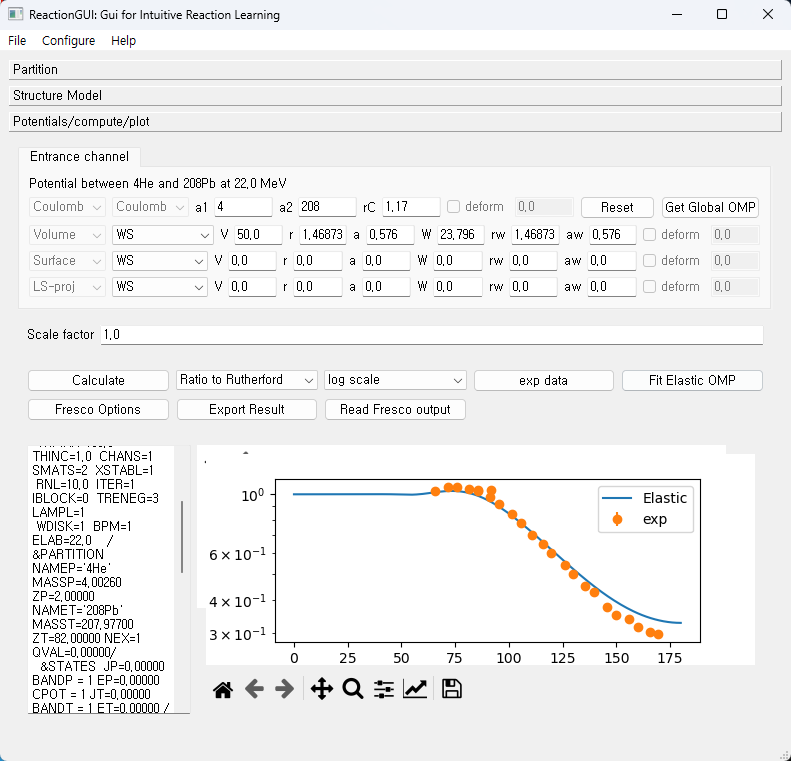 ReactionGUI: Gui for Intuitive Reaction Learning
File Configure Help
Partition
Structure Model
Potentials/compute/plot
Entrance channel
Potential between 4He and 208Pb at 22.0 MeV
Coulomb Coulomb a1 4 a2 208 rC 1.17 deform 0.0 Reset Get Global OMP
Volume WS V 50.0 r 1.46873 a 0.576 W 23.796 rw 1.46873 aw 0.576 deform 0.0
Surface WS V 0.0 r 0.0 a 0.0 W 0.0 rw 0.0 aw 0.0 deform 0.0
LS-proj WS V 0.0 r 0.0 a 0.0 W 0.0 rw 0.0 aw 0.0 deform 0.0
Scale factor 1.0
Calculate Ratio to Rutherford log scale exp data Fit Elastic OMP
Fresco Options Export Result Read Fresco output
THINC=1.0 CHANS=1
SMATS=2 XSTABL=1
RNL=10.0 ITER=1
IBLOCK=0 TRENEG=3
LAMPL=1
WDISK=1 BPM=1
ELAB=22.0 /
&PARTITION
NAMEP='4He'
MASSP=4.00260
ZP=2.00000
NAMET='208Pb'
MASST=207.97700
ZT=82.00000 NEX=1
QVAL=0.00000/
&STATES JP=0.00000
BANDP = 1 EP=0.00000
CPOT = 1 JT=0.00000
BANDT = 1 ET=0.00000 /
10⁰
6 × 10⁻¹
4 × 10⁻¹
3 × 10⁻¹
0 25 50 75 100 125 150 175
Elastic
exp